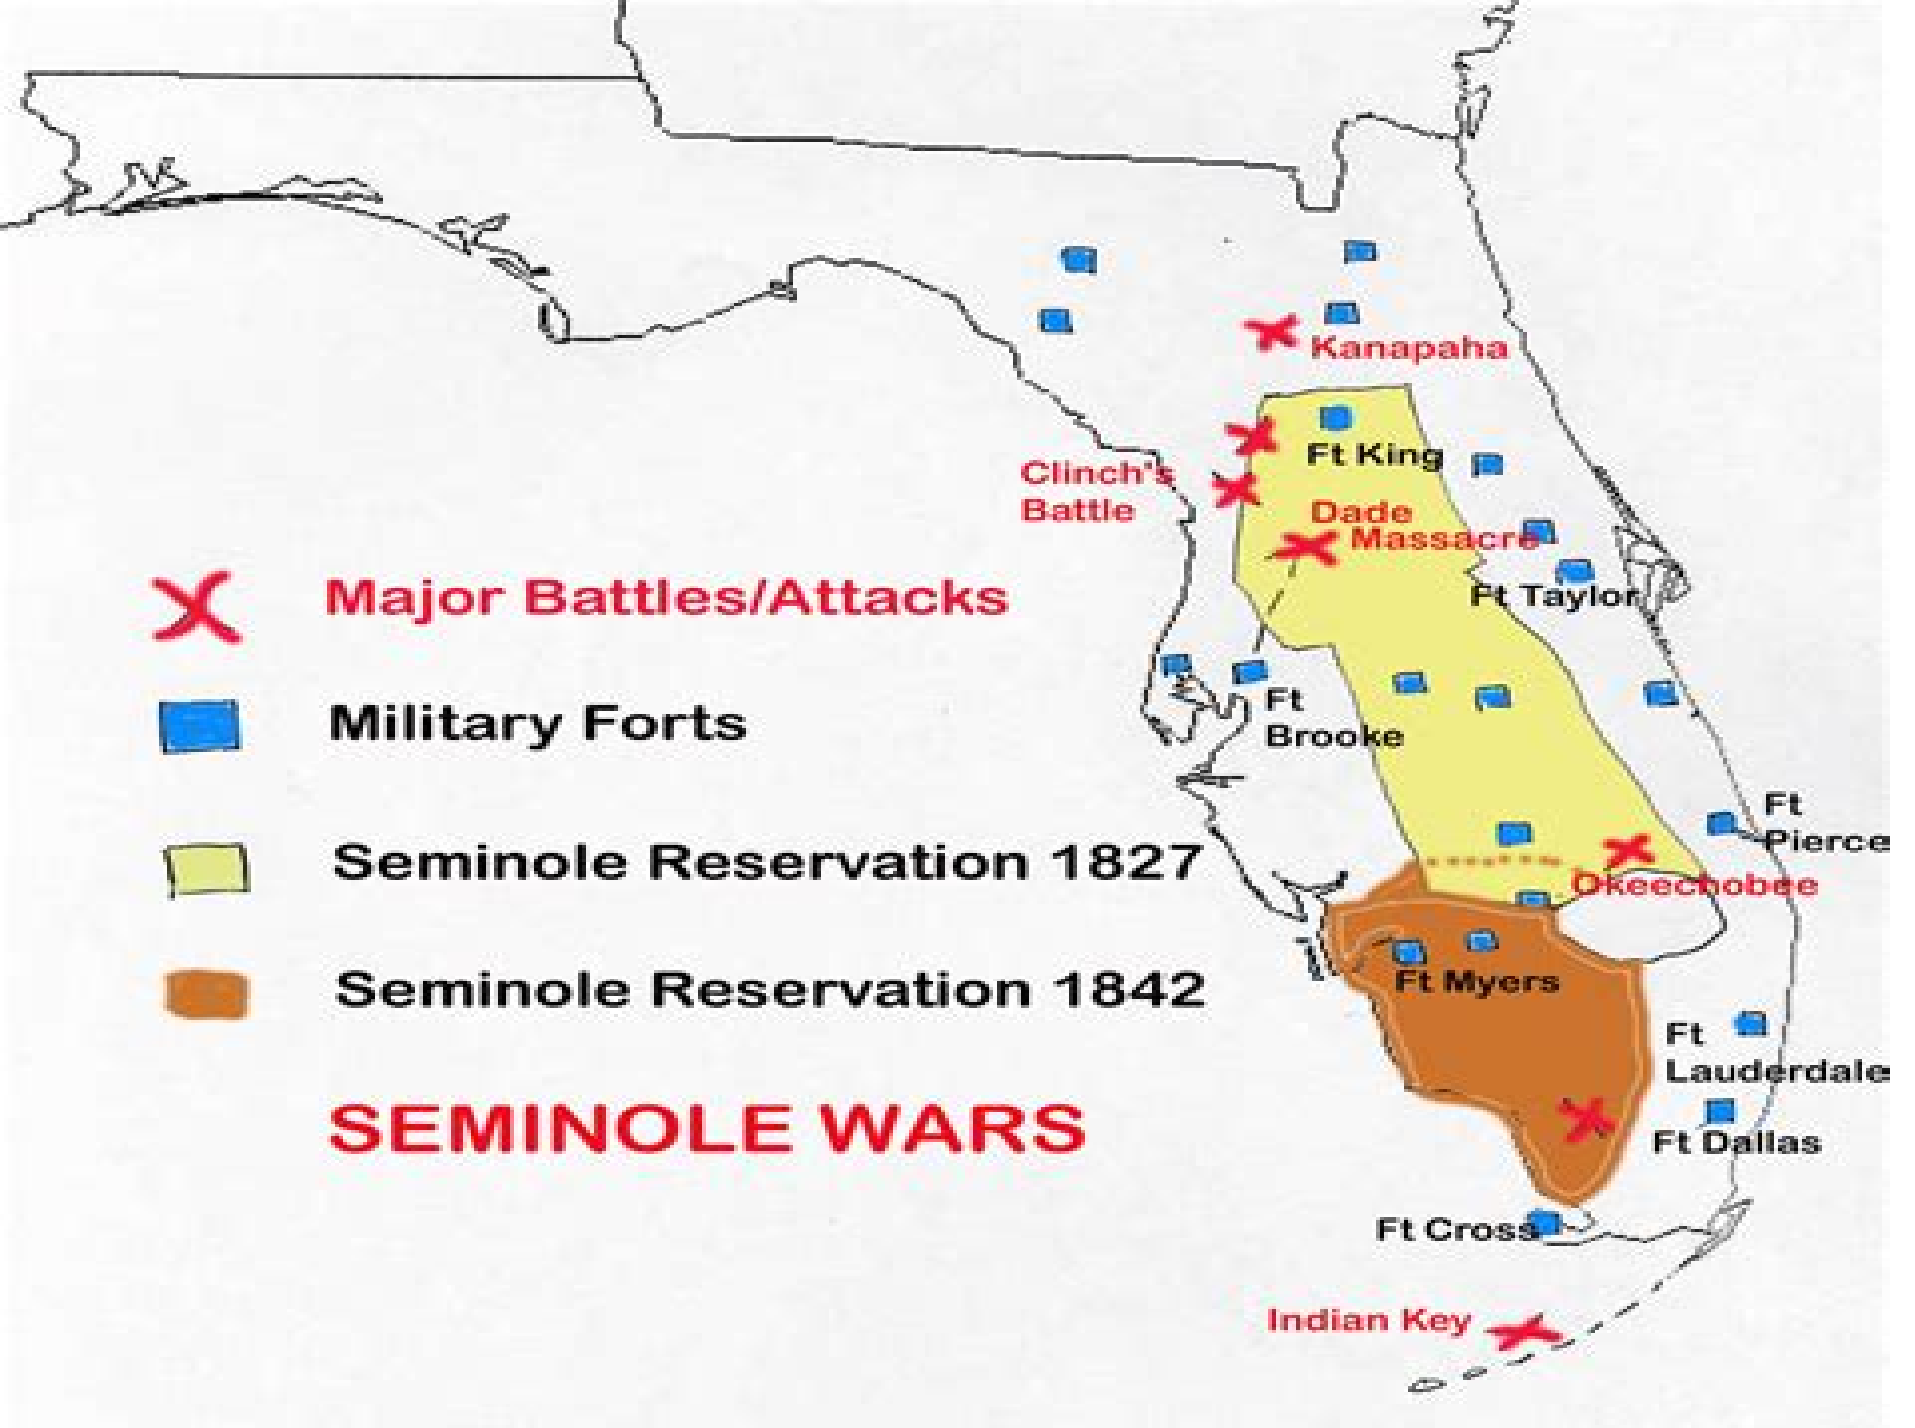 Kanapaha
Ft King
Clinch's
Battle
Dade
Massacre
Ft Taylor
Major Battles/Attacks
Military Forts
Ft
Brooke
Ft
Pierce
Seminole Reservation 1827
Okeechobee
Ft Myers
Seminole Reservation 1842
Ft
Lauderdale
SEMINOLE WARS
Ft Dallas
Ft Cross
Indian Key